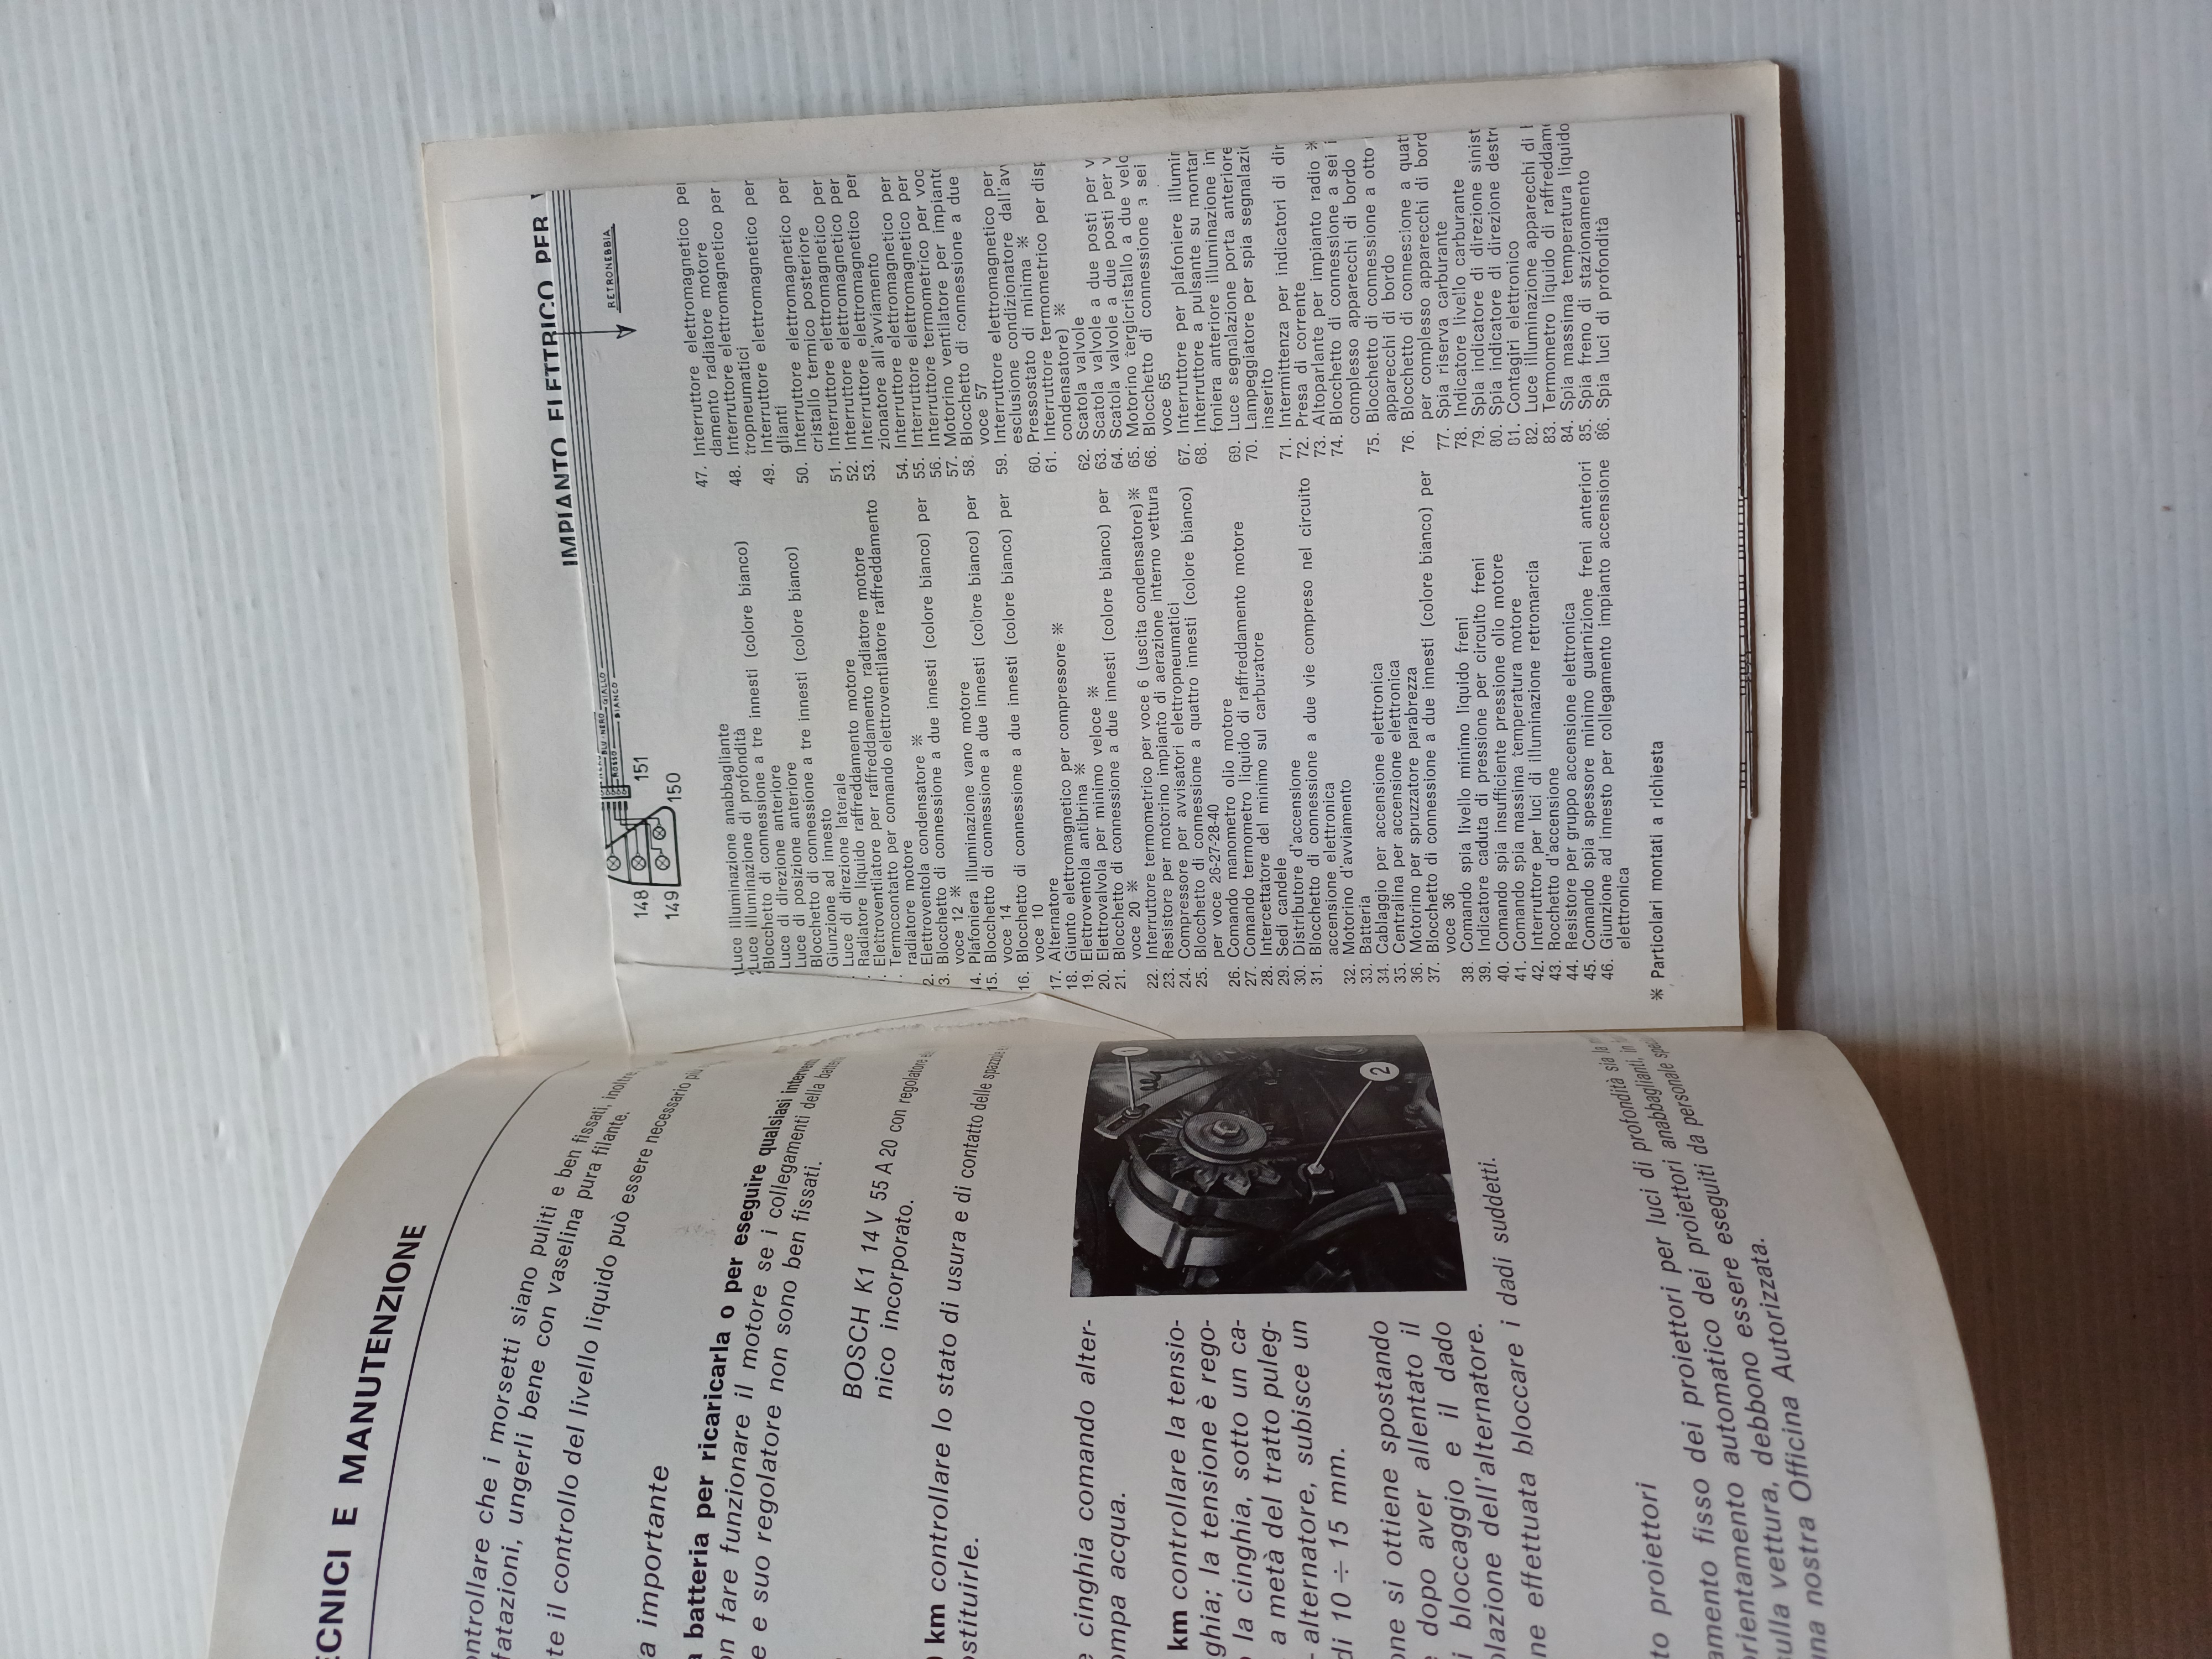 ECNICI E MANUTENZIONE
ontrollare che i morsetti siano puliti e ben fissati, inoltre,
fatazioni, ungerli bene con vaselina pura filante.
te il controllo del livello liquido può essere necessario più
a importante
a batteria per ricaricarla o per eseguire qualsiasi interven
on fare funzionare il motore se i collegamenti della batte
e e suo regolatore non sono ben fissati.
BOSCH K1 14 V 55 A 20 con regolatore
nico incorporato.
km controllare lo stato di usura e di contatto delle spazzole
ostituirle.
e cinghia comando alter-
ompa acqua.
km controllare la tensio-
ghia; la tensione è rego-
la cinghia, sotto un ca-
a metà del tratto puleg-
- alternatore, subisce un
di 10 ÷ 15 mm.
one si ottiene spostando
dopo aver allentato il
i bloccaggio e il dado
olazione dell'alternatore.
ne effettuata bloccare i dadi suddetti.
1
2
to proiettori
amento fisso dei proiettori per luci di profondità sia la
orientamento automatico dei proiettori anabbaglianti, in
sulla vettura, debbono essere eseguiti da personale spec
una nostra Officina Autorizzata.
IMPIANTO ELETTRICO PER
RETRONEBBIA
BLU-NERO
GIALLO
ROSSO
BIANCO
148
149
151
150
Luce illuminazione anabbagliante
Luce illuminazione di profondità
Blocchetto di connessione a tre innesti (colore bianco)
Luce di direzione anteriore
Luce di posizione anteriore
Blocchetto di connessione a tre innesti (colore bianco)
Giunzione ad innesto
Luce di direzione laterale
Radiatore liquido raffreddamento motore
Elettroventilatore per raffreddamento radiatore motore
Termocontatto per comando elettroventilatore raffreddamento
radiatore motore
2. Elettroventola condensatore ※
3. Blocchetto di connessione a due innesti (colore bianco) per
voce 12 ※
14. Plafoniera illuminazione vano motore
15. Blocchetto di connessione a due innesti (colore bianco) per
voce 14
16. Blocchetto di connessione a due innesti (colore bianco) per
voce 10
17. Alternatore
18. Giunto elettromagnetico per compressore ※
19. Elettroventola antibrina ※
20. Elettrovalvola per minimo veloce ※
21. Blocchetto di connessione a due innesti (colore bianco) per
voce 20 ※
22. Interruttore termometrico per voce 6 (uscita condensatore) ※
23. Resistore per motorino impianto di aerazione interno vettura
24. Compressore per avvisatori elettropneumatici
25. Blocchetto di connessione a quattro innesti (colore bianco)
per voce 26-27-28-40
26. Comando manometro olio motore
27. Comando termometro liquido di raffreddamento motore
28. Intercettatore del minimo sul carburatore
29. Sedi candele
30. Distributore d'accensione
31. Blocchetto di connessione a due vie compreso nel circuito
accensione elettronica
32. Motorino d'avviamento
33. Batteria
34. Cablaggio per accensione elettronica
35. Centralina per accensione elettronica
36. Motorino per spruzzatore parabrezza
37. Blocchetto di connessione a due innesti (colore bianco) per
voce 36
38. Comando spia livello minimo liquido freni
39. Indicatore caduta di pressione per circuito freni
40. Comando spia insufficiente pressione olio motore
41. Comando spia massima temperatura motore
42. Interruttore per luci di illuminazione retromarcia
43. Rocchetto d'accensione
44. Resistore per gruppo accensione elettronica
45. Comando spia spessore minimo guarnizione freni anteriori
46. Giunzione ad innesto per collegamento impianto accensione
elettronica
※ Particolari montati a richiesta
47. Interruttore elettromagnetico per
damento radiatore motore
48. Interruttore elettromagnetico per
tropneumatici
49. Interruttore elettromagnetico per
glianti
50. Interruttore elettromagnetico per
cristallo termico posteriore
51. Interruttore elettromagnetico per
52. Interruttore elettromagnetico per
53. Interruttore elettromagnetico per
zionatore all'avviamento
54. Interruttore elettromagnetico per
55. Interruttore elettromagnetico per
56. Interruttore termometrico per voc
57. Motorino ventilatore per impianto
58. Blocchetto di connessione a due
voce 57
59. Interruttore elettromagnetico per
esclusione condizionatore dall'avv
60. Pressostato di minima ※
61. Interruttore termometrico per disp
condensatore) ※
62. Scatola valvole
63. Scatola valvole a due posti per v
64. Scatola valvole a due posti per v
65. Motorino tergicristallo a due velo
66. Blocchetto di connessione a sei
voce 65
67. Interruttore per plafoniere illumin
68. Interruttore a pulsante su montan
foniera anteriore illuminazione in
69. Luce segnalazione porta anteriore
70. Lampeggiatore per spia segnalazio
inserito
71. Intermittenza per indicatori di dir
72. Presa di corrente
73. Altoparlante per impianto radio ※
74. Blocchetto di connessione a sei i
complesso apparecchi di bordo
75. Blocchetto di connessione a otto
apparecchi di bordo
76. Blocchetto di connessione a quatt
per complesso apparecchi di bord
77. Spia riserva carburante
78. Indicatore livello carburante
79. Spia indicatore di direzione sinist
80. Spia indicatore di direzione destro
81. Contagiri elettronico
82. Luce illuminazione apparecchi di b
83. Termometro liquido di raffreddame
84. Spia massima temperatura liquido
85. Spia freno di stazionamento
86. Spia luci di profondità